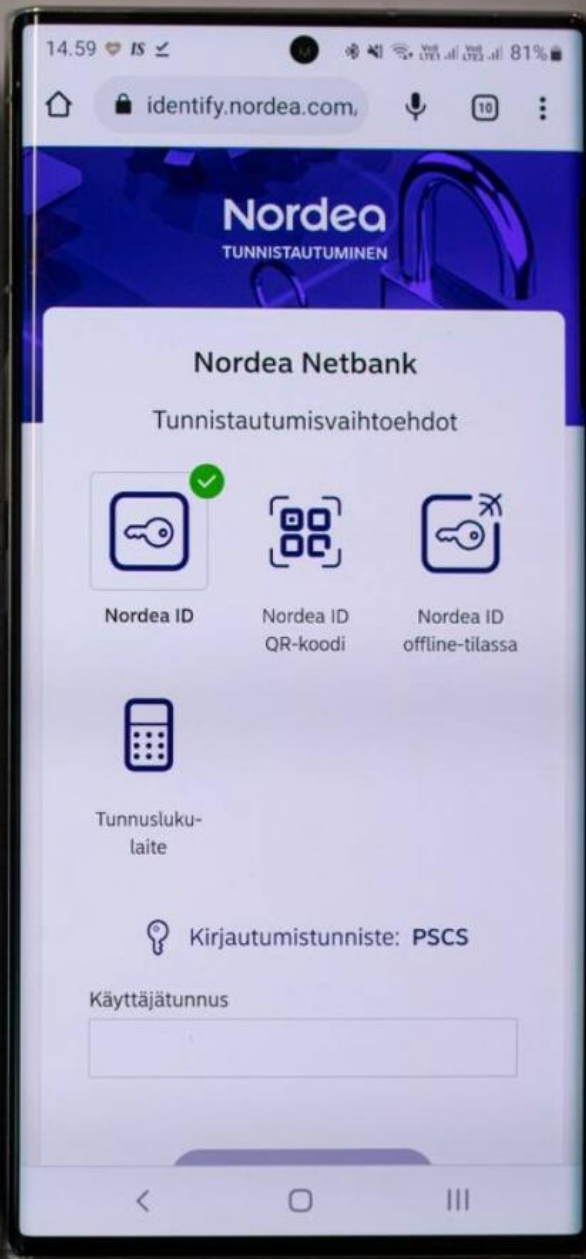 14.59 IS
81%
identify.nordea.com,
10
Nordea
TUNNISTAUTUMINEN
Nordea Netbank
Tunnistautumisvaihtoehdot
Nordea ID
Nordea ID
QR-koodi
Nordea ID
offline-tilassa
Tunnusluku-
laite
Kirjautumistunniste: PSCS
Käyttäjätunnus